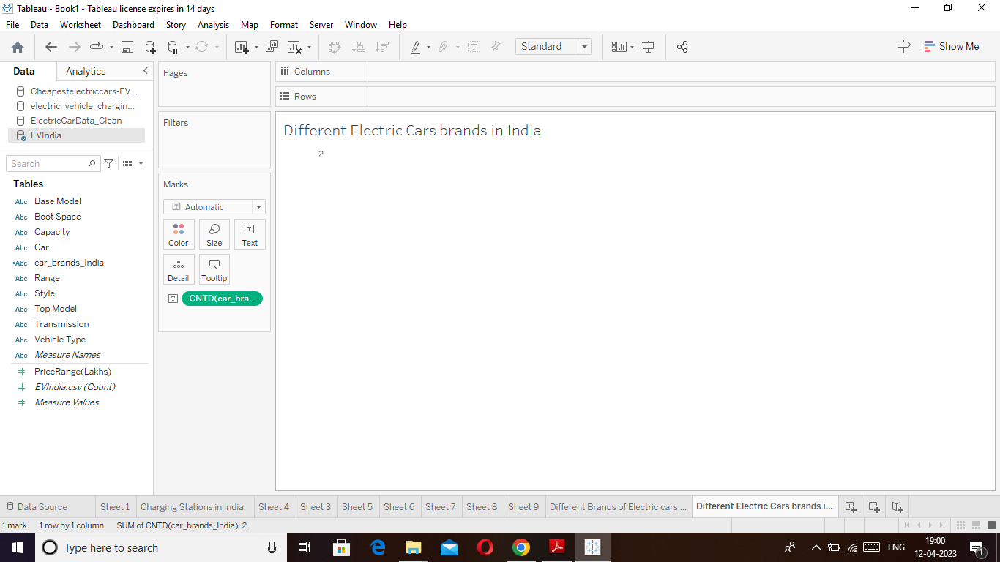 Tableau - Book1 - Tableau license expires in 14 days
File Data Worksheet Dashboard Story Analysis Map Format Server Window Help
Standard
Show Me
Data Analytics
Cheapestelectriccars-EV...
electric_vehicle_chargin...
ElectricCarData_Clean
EVIndia
Search
Tables
Abc Base Model
Abc Boot Space
Abc Capacity
Abc Car
=Abc car_brands_India
Abc Range
Abc Style
Abc Top Model
Abc Transmission
Abc Vehicle Type
Abc Measure Names
# PriceRange(Lakhs)
# EVIndia.csv (Count)
# Measure Values
Pages
Filters
Marks
T Automatic
Color Size T Text
Detail Tooltip
T CNTD(car_bra..
Columns
Rows
Different Electric Cars brands in India
2
Data Source Sheet 1 Charging Stations in India Sheet 4 Sheet 3 Sheet 5 Sheet 6 Sheet 7 Sheet 8 Sheet 9 Different Brands of Electric cars ... Different Electric Cars brands i...
1 mark 1 row by 1 column SUM of CNTD(car_brands_India): 2
Type here to search
ENG
19:00
12-04-2023
1